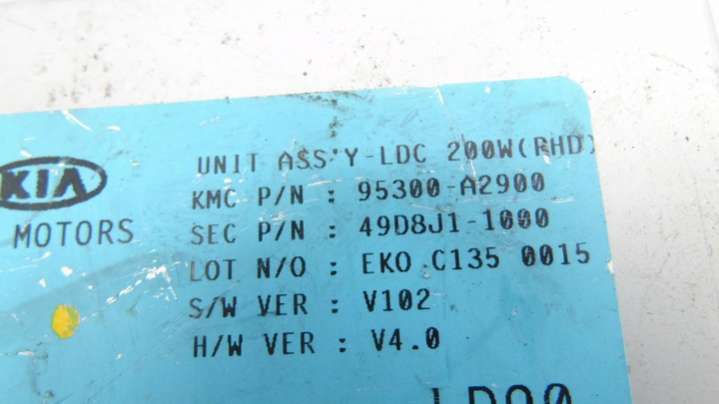 UNIT ASS'Y-LDC 200W(RHD)
KIA
KMC P/N : 95300-A2900
MOTORS
SEC P/N : 49D8J1-1000
LOT N/O : EKO C135 0015
S/W VER : V102
H/W VER : V4.0